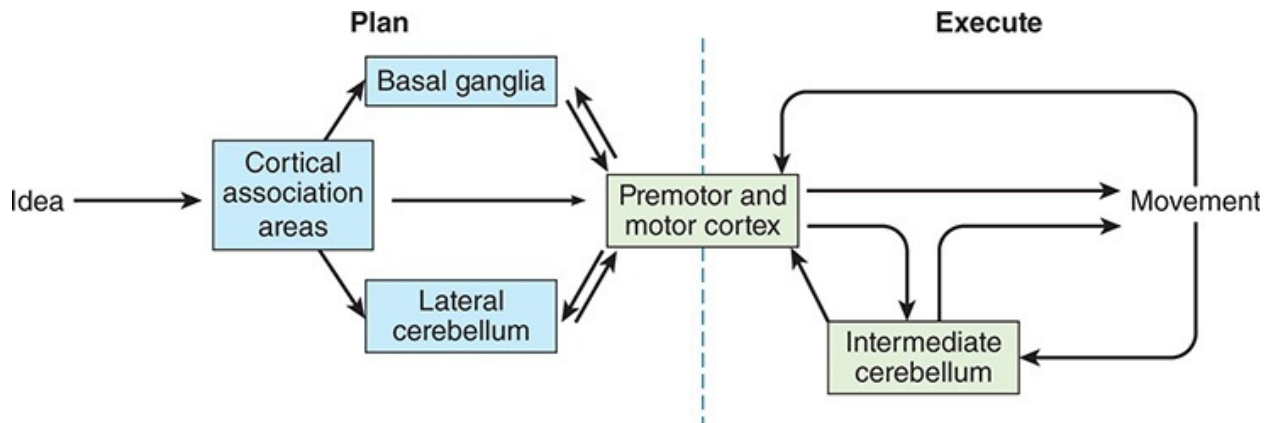 Plan
Execute
Basal ganglia
Cortical
association
areas
Idea
Premotor and
motor cortex
Movement
Lateral
cerebellum
Intermediate
cerebellum